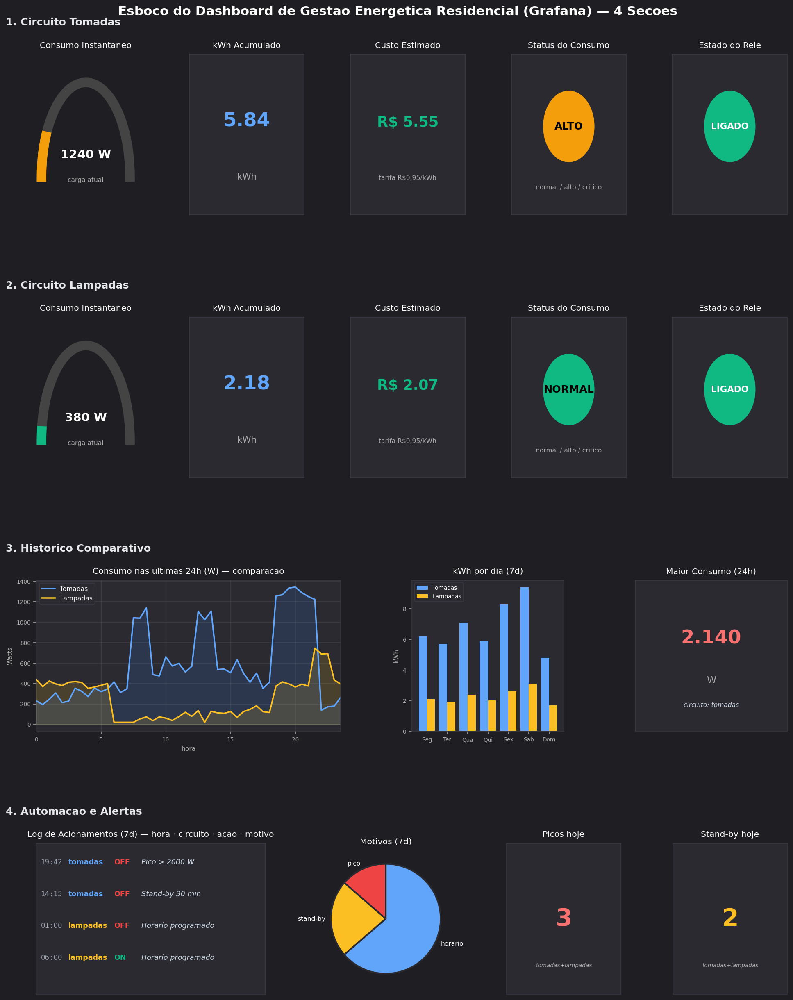 Esboco do Dashboard de Gestao Energetica Residencial (Grafana) — 4 Secoes
1. Circuito Tomadas
Consumo Instantaneo
1240 W
carga atual
kWh Acumulado
5.84
kWh
Custo Estimado
R$ 5.55
tarifa R$0,95/kWh
Status do Consumo
ALTO
normal / alto / critico
Estado do Rele
LIGADO
2. Circuito Lampadas
Consumo Instantaneo
380 W
carga atual
kWh Acumulado
2.18
kWh
Custo Estimado
R$ 2.07
tarifa R$0,95/kWh
Status do Consumo
NORMAL
normal / alto / critico
Estado do Rele
LIGADO
3. Historico Comparativo
Consumo nas ultimas 24h (W) — comparacao
Tomadas
Lampadas
Watts
1400
1200
1000
800
600
400
200
0
0 5 10 15 20
hora
kWh por dia (7d)
Tomadas
Lampadas
kWh
8
6
4
2
0
Seg Ter Qua Qui Sex Sab Dom
Maior Consumo (24h)
2.140
W
circuito: tomadas
4. Automacao e Alertas
Log de Acionamentos (7d) — hora · circuito · acao · motivo
19:42 tomadas OFF Pico > 2000 W
14:15 tomadas OFF Stand-by 30 min
01:00 lampadas OFF Horario programado
06:00 lampadas ON Horario programado
Motivos (7d)
pico
stand-by
horario
Picos hoje
3
tomadas+lampadas
Stand-by hoje
2
tomadas+lampadas